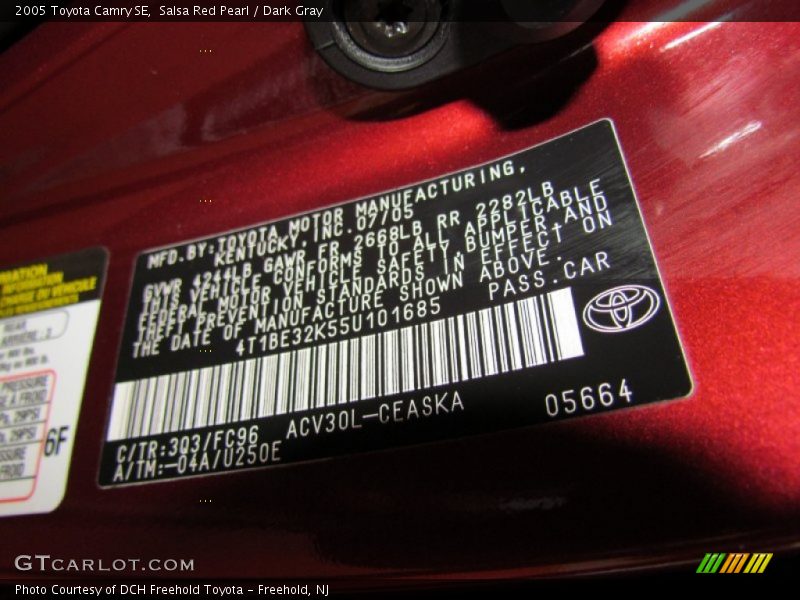 2005 Toyota Camry SE, Salsa Red Pearl / Dark Gray
MFD. BY: TOYOTA MOTOR MANUFACTURING,
KENTUCKY, INC. 07/05
GVWR 4244LB GAWR FR 2668LB RR 2282LB
THIS VEHICLE CONFORMS TO ALL APPLICABLE
FEDERAL MOTOR VEHICLE SAFETY, BUMPER, AND
THEFT PREVENTION STANDARDS IN EFFECT ON
THE DATE OF MANUFACTURE SHOWN ABOVE.
4T1BE32K55U101685 PASS. CAR
C/TR: 3Q3/FC96 ACV30L-CEASKA 05664
A/TM: -04A/U250E
6F
GTCARLOT.COM
Photo Courtesy of DCH Freehold Toyota - Freehold, NJ